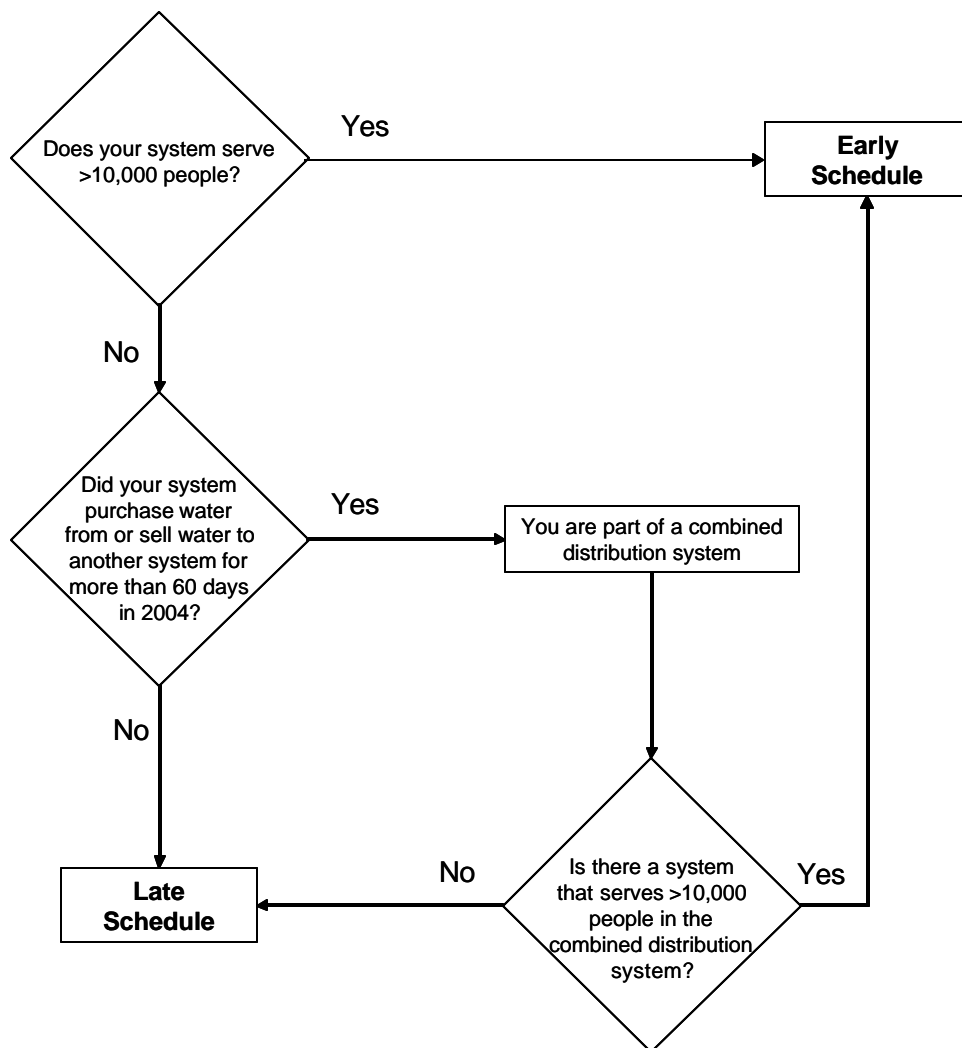 Does your system serve
>10,000 people?
Yes
Early
Schedule
No
Did your system
purchase water
from or sell water to
another system for
more than 60 days
in 2004?
Yes
You are part of a combined
distribution system
No
Is there a system
that serves >10,000
people in the
combined distribution
system?
Yes
No
Late
Schedule